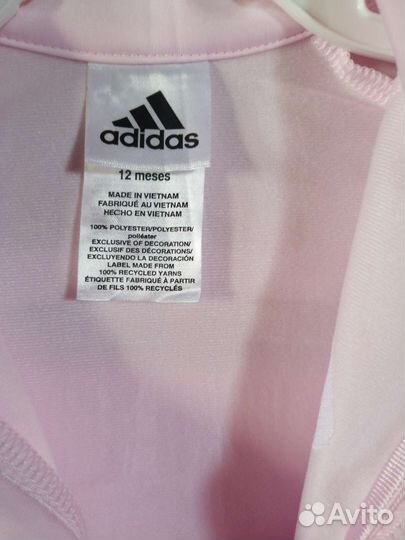 adidas
12 meses
MADE IN VIETNAM
FABRIQUÉ AU VIETNAM
HECHO EN VIETNAM
100% POLYESTER/POLYESTER/
poliéster
EXCLUSIVE OF DECORATION/
EXCLUSIF DES DÉCORATIONS/
EXCLUYENDO LA DECORACIÓN
LABEL MADE FROM
100% RECYCLED YARNS
ÉTIQUETTE FABRIQUÉ À PARTIR
DE FILS 100% RECYCLÉS
Avito